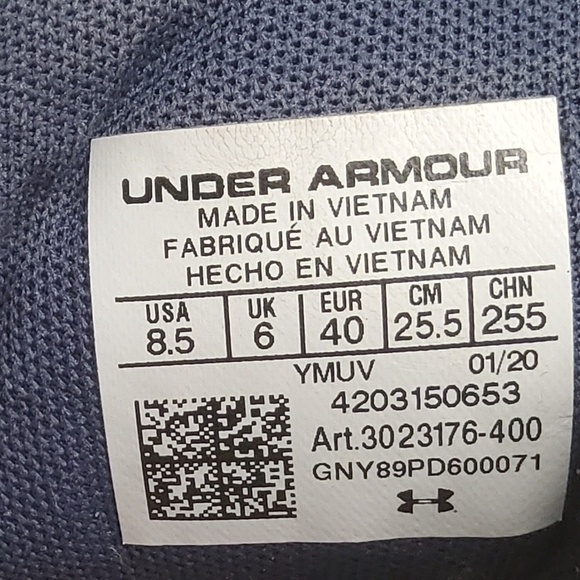 UNDER ARMOUR
MADE IN VIETNAM
FABRIQUÉ AU VIETNAM
HECHO EN VIETNAM
USA UK EUR CM CHN
8.5 6 40 25.5 255
YMUV 01/20
4203150653
Art.3023176-400
GNY89PD600071